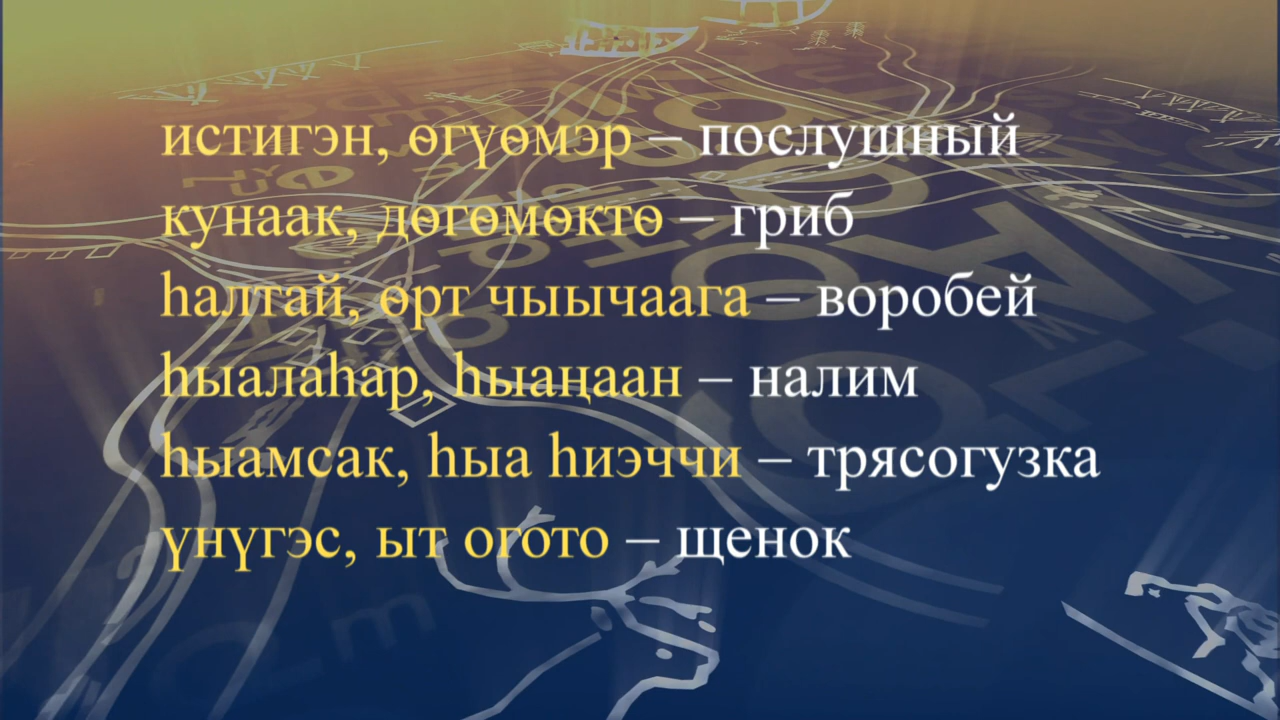 истигэн, өгүөмэр – послушный
кунаак, дөгөмөктө – гриб
һалтай, өрт чыычаага – воробей
һыалаһар, һыаӊаан – налим
һыамсак, һыа һиэччи – трясогузка
үнүгэс, ыт огото – щенок